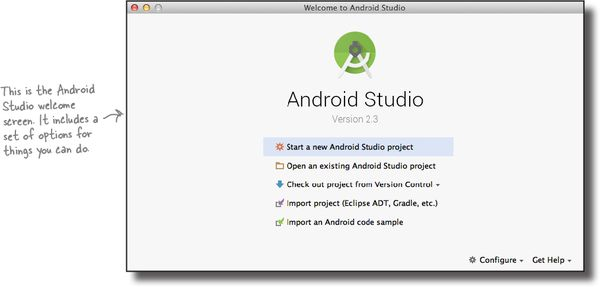 Welcome to Android Studio
This is the Android
Studio welcome
screen. It includes a
set of options for
things you can do.
Android Studio
Version 2.3
Start a new Android Studio project
Open an existing Android Studio project
Check out project from Version Control
Import project (Eclipse ADT, Gradle, etc.)
Import an Android code sample
Configure Get Help